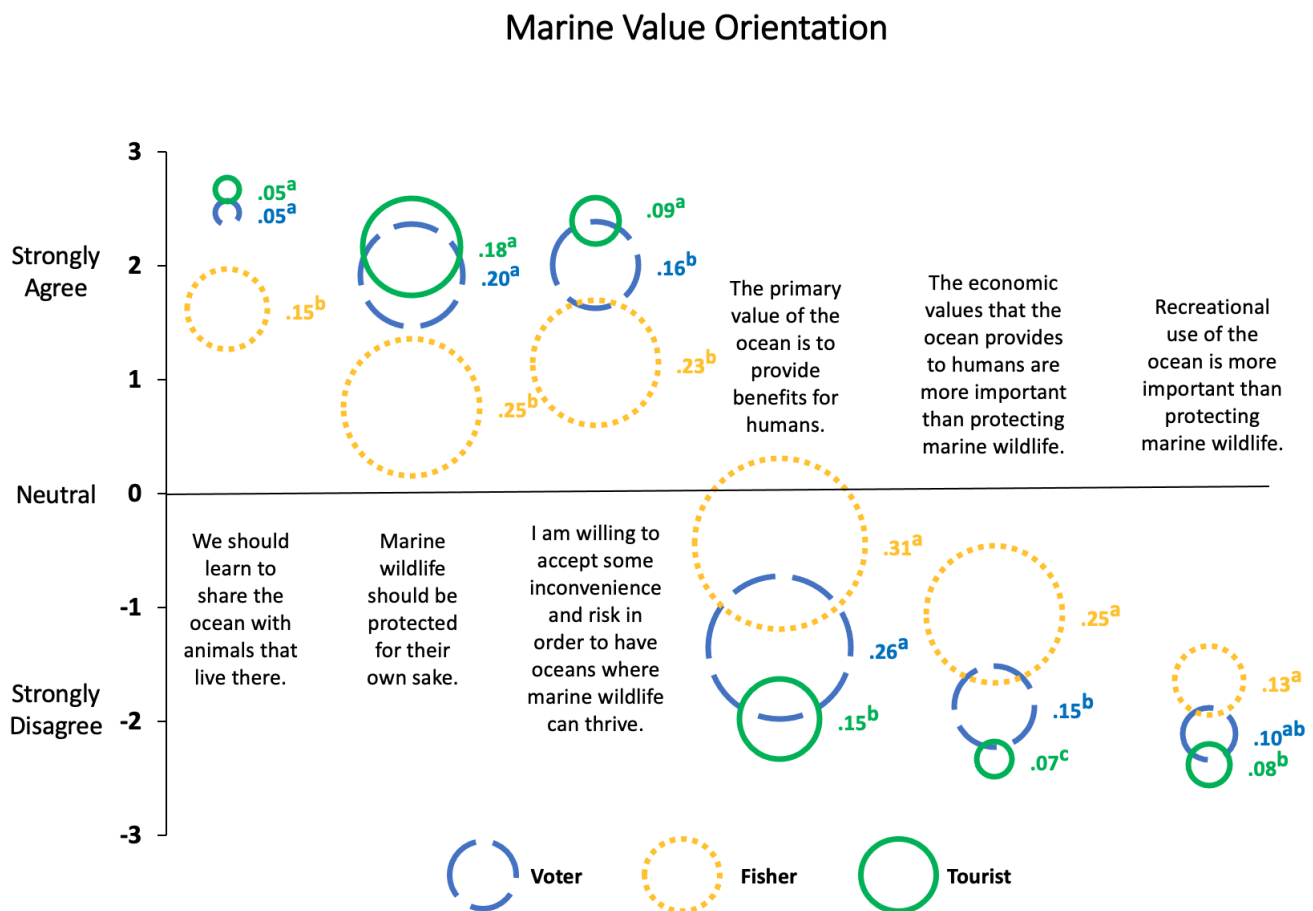 Marine Value Orientation
3
2
1
0
-1
-2
-3
Strongly
Agree
Neutral
Strongly
Disagree
.05a
.05a
.15b
.18a
.20a
.25b
.09a
.16b
.23b
.31a
.26a
.15b
.25a
.15b
.07c
.13a
.10ab
.08b
We should
learn to
share the
ocean with
animals that
live there.
Marine
wildlife
should be
protected
for their
own sake.
I am willing to
accept some
inconvenience
and risk in
order to have
oceans where
marine wildlife
can thrive.
The primary
value of the
ocean is to
provide
benefits for
humans.
The economic
values that the
ocean provides
to humans are
more important
than protecting
marine wildlife.
Recreational
use of the
ocean is more
important than
protecting
marine wildlife.
Voter
Fisher
Tourist